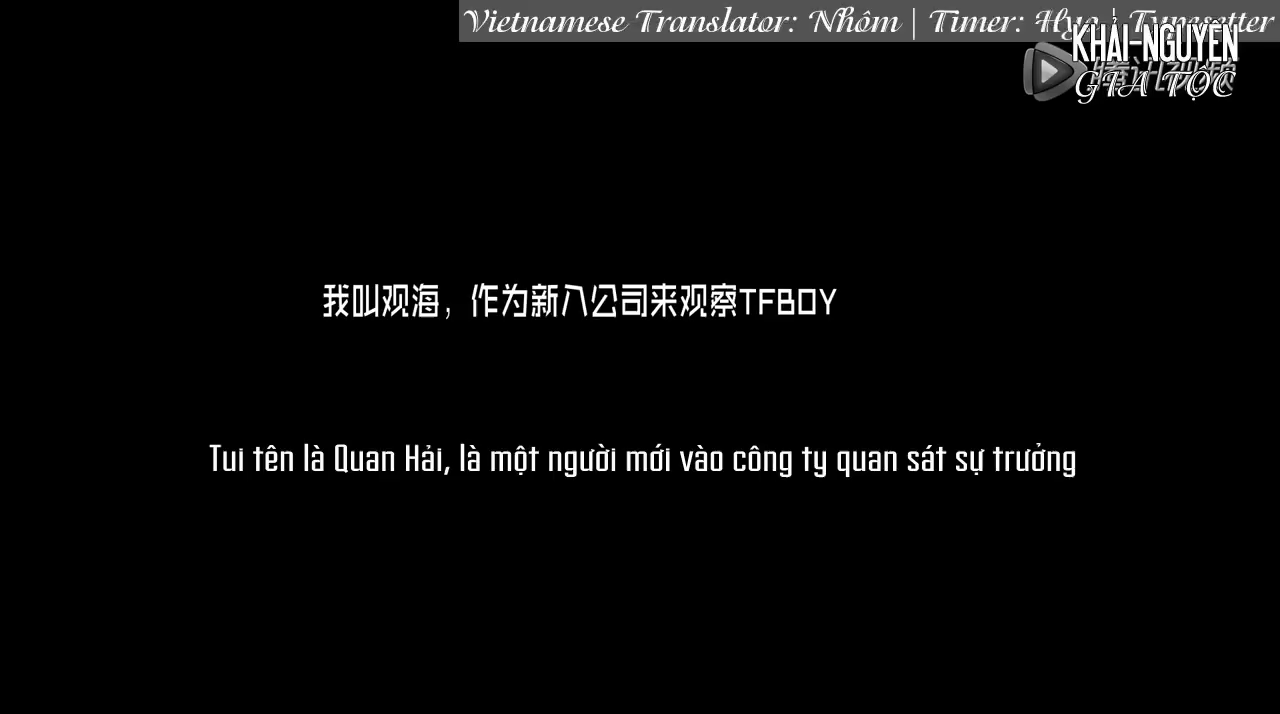 Vietnamese Translator: Nhôm | Timer: Hyo | Typesetter
KHẢI-NGUYÊN
GIA TỘC
我叫观海，作为新入公司来观察TFBOY
Tui tên là Quan Hải, là một người mới vào công ty quan sát sự trưởng